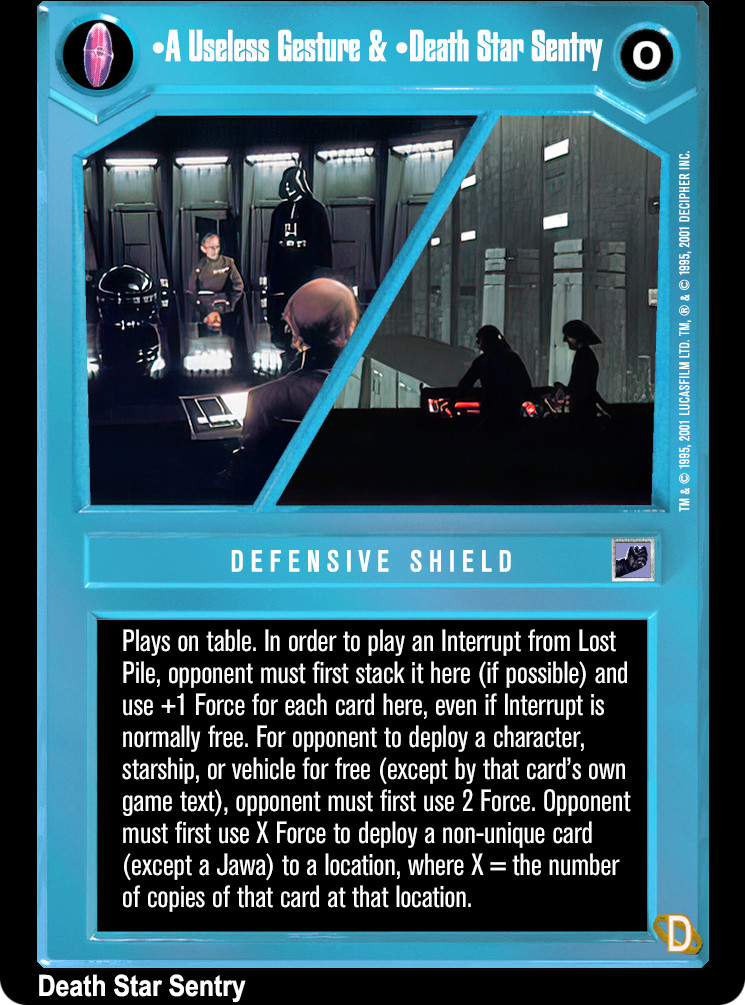 •A Useless Gesture & •Death Star Sentry
O
TM & © 1995, 2001 LUCASFILM LTD. TM, ® & © 1995, 2001 DECIPHER INC.
DEFENSIVE SHIELD
Plays on table. In order to play an Interrupt from Lost
Pile, opponent must first stack it here (if possible) and
use +1 Force for each card here, even if Interrupt is
normally free. For opponent to deploy a character,
starship, or vehicle for free (except by that card's own
game text), opponent must first use 2 Force. Opponent
must first use X Force to deploy a non-unique card
(except a Jawa) to a location, where X = the number
of copies of that card at that location.
D
Death Star Sentry